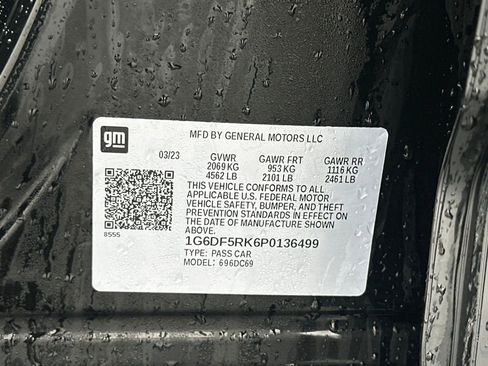 gm
MFD BY GENERAL MOTORS LLC
03/23 GVWR GAWR FRT GAWR RR
2069 KG 953 KG 1116 KG
4562 LB 2101 LB 2461 LB
THIS VEHICLE CONFORMS TO ALL
APPLICABLE U.S. FEDERAL MOTOR
VEHICLE SAFETY, BUMPER, AND THEFT
PREVENTION STANDARDS IN EFFECT ON
THE DATE OF MANUFACTURE SHOWN
ABOVE.
8555
1G6DF5RK6P0136499
TYPE: PASS CAR
MODEL: 696DC69